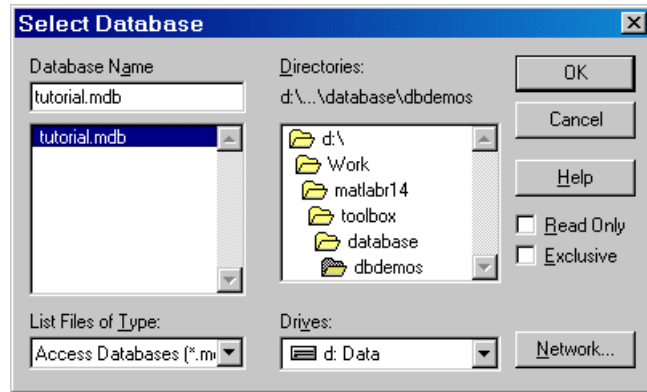 Select Database
Database Name
tutorial.mdb
tutorial.mdb
List Files of Type:
Access Databases (*.m
Directories:
d:\...\database\dbdemos
d:\
Work
matlabr14
toolbox
database
dbdemos
Drives:
d: Data
OK
Cancel
Help
Read Only
Exclusive
Network...